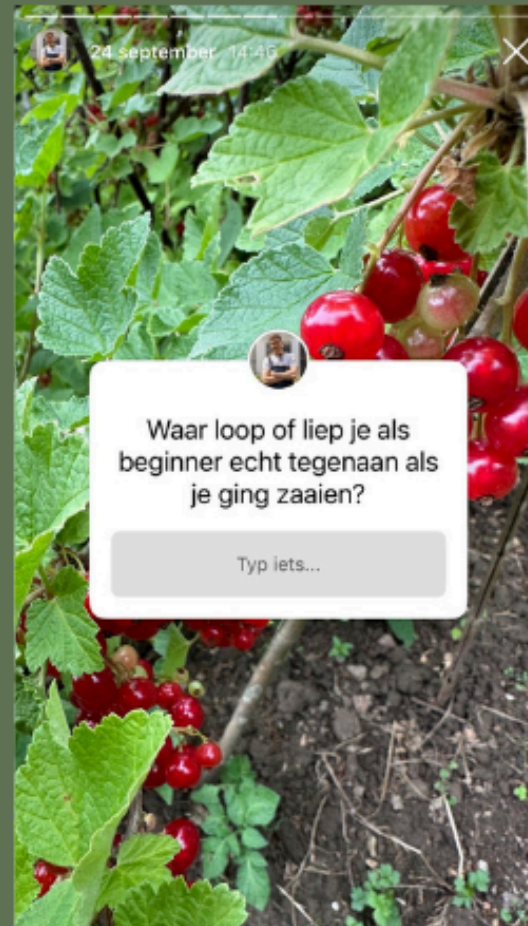 24 september 14:46
Waar loop of liep je als
beginner echt tegenaan als
je ging zaaien?
Typ iets...